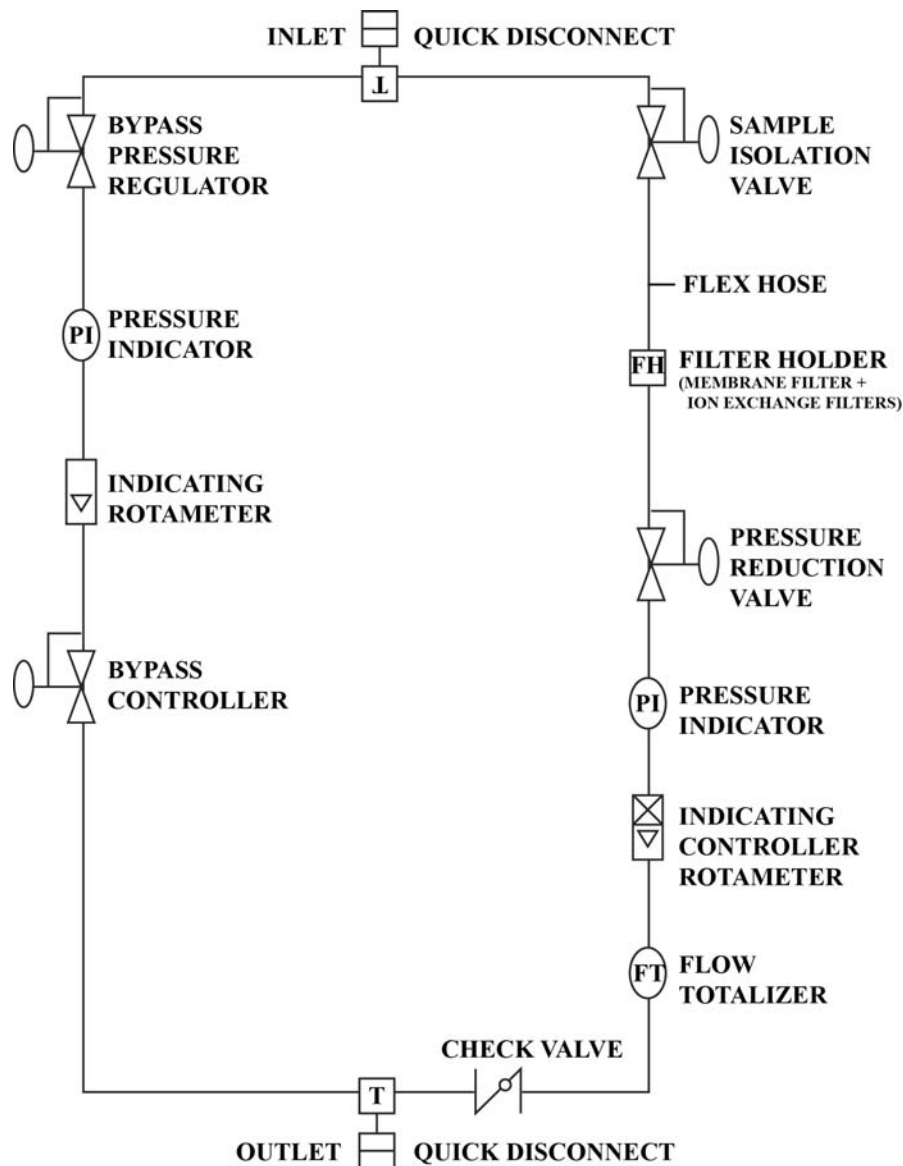 INLET QUICK DISCONNECT
T
BYPASS
PRESSURE
REGULATOR
SAMPLE
ISOLATION
VALVE
FLEX HOSE
PI PRESSURE
INDICATOR
FH FILTER HOLDER
(MEMBRANE FILTER +
ION EXCHANGE FILTERS)
INDICATING
ROTAMETER
PRESSURE
REDUCTION
VALVE
BYPASS
CONTROLLER
PI PRESSURE
INDICATOR
INDICATING
CONTROLLER
ROTAMETER
FT FLOW
TOTALIZER
CHECK VALVE
T
OUTLET QUICK DISCONNECT